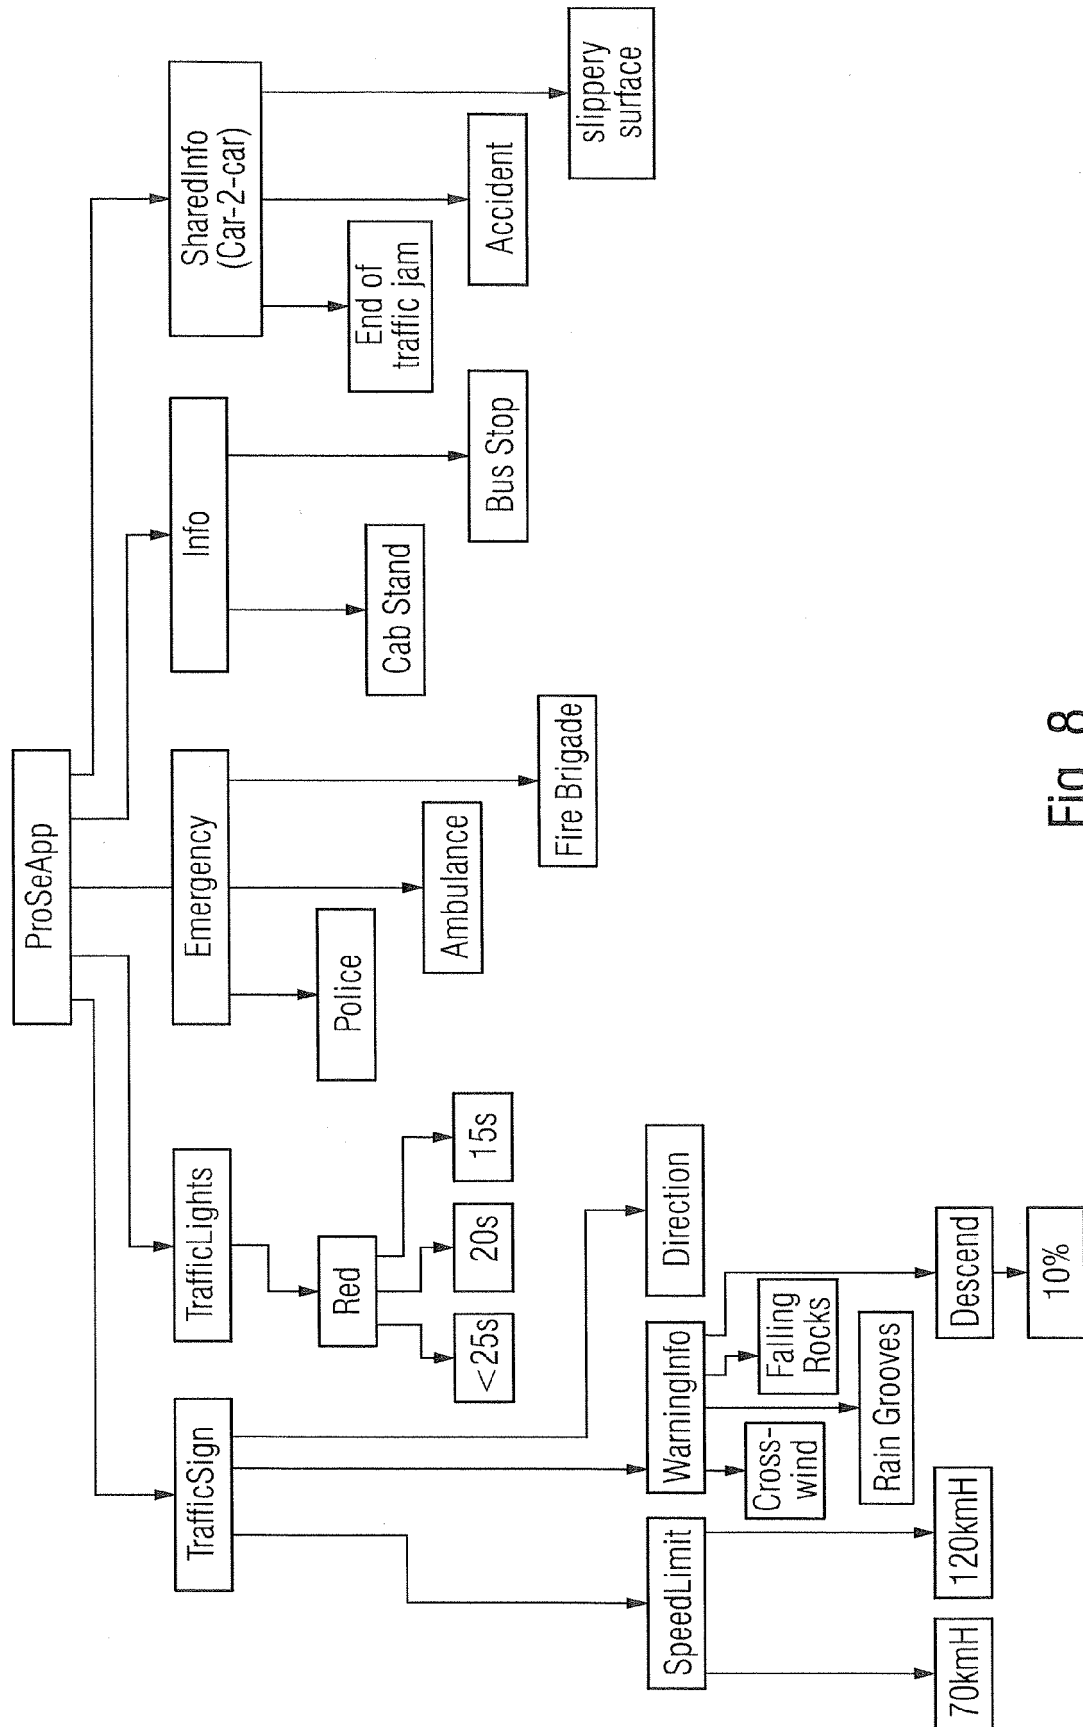 ProSeApp
TrafficSign
TrafficLights
Emergency
Info
SharedInfo
(Car-2-car)
Red
Police
Cab Stand
End of
traffic jam
<25s
20s
15s
Ambulance
Bus Stop
Accident
Fire Brigade
slippery
surface
SpeedLimit
WarningInfo
Direction
Cross-
wind
Falling
Rocks
Rain Grooves
70kmH
120kmH
Descend
10%
Fig 8